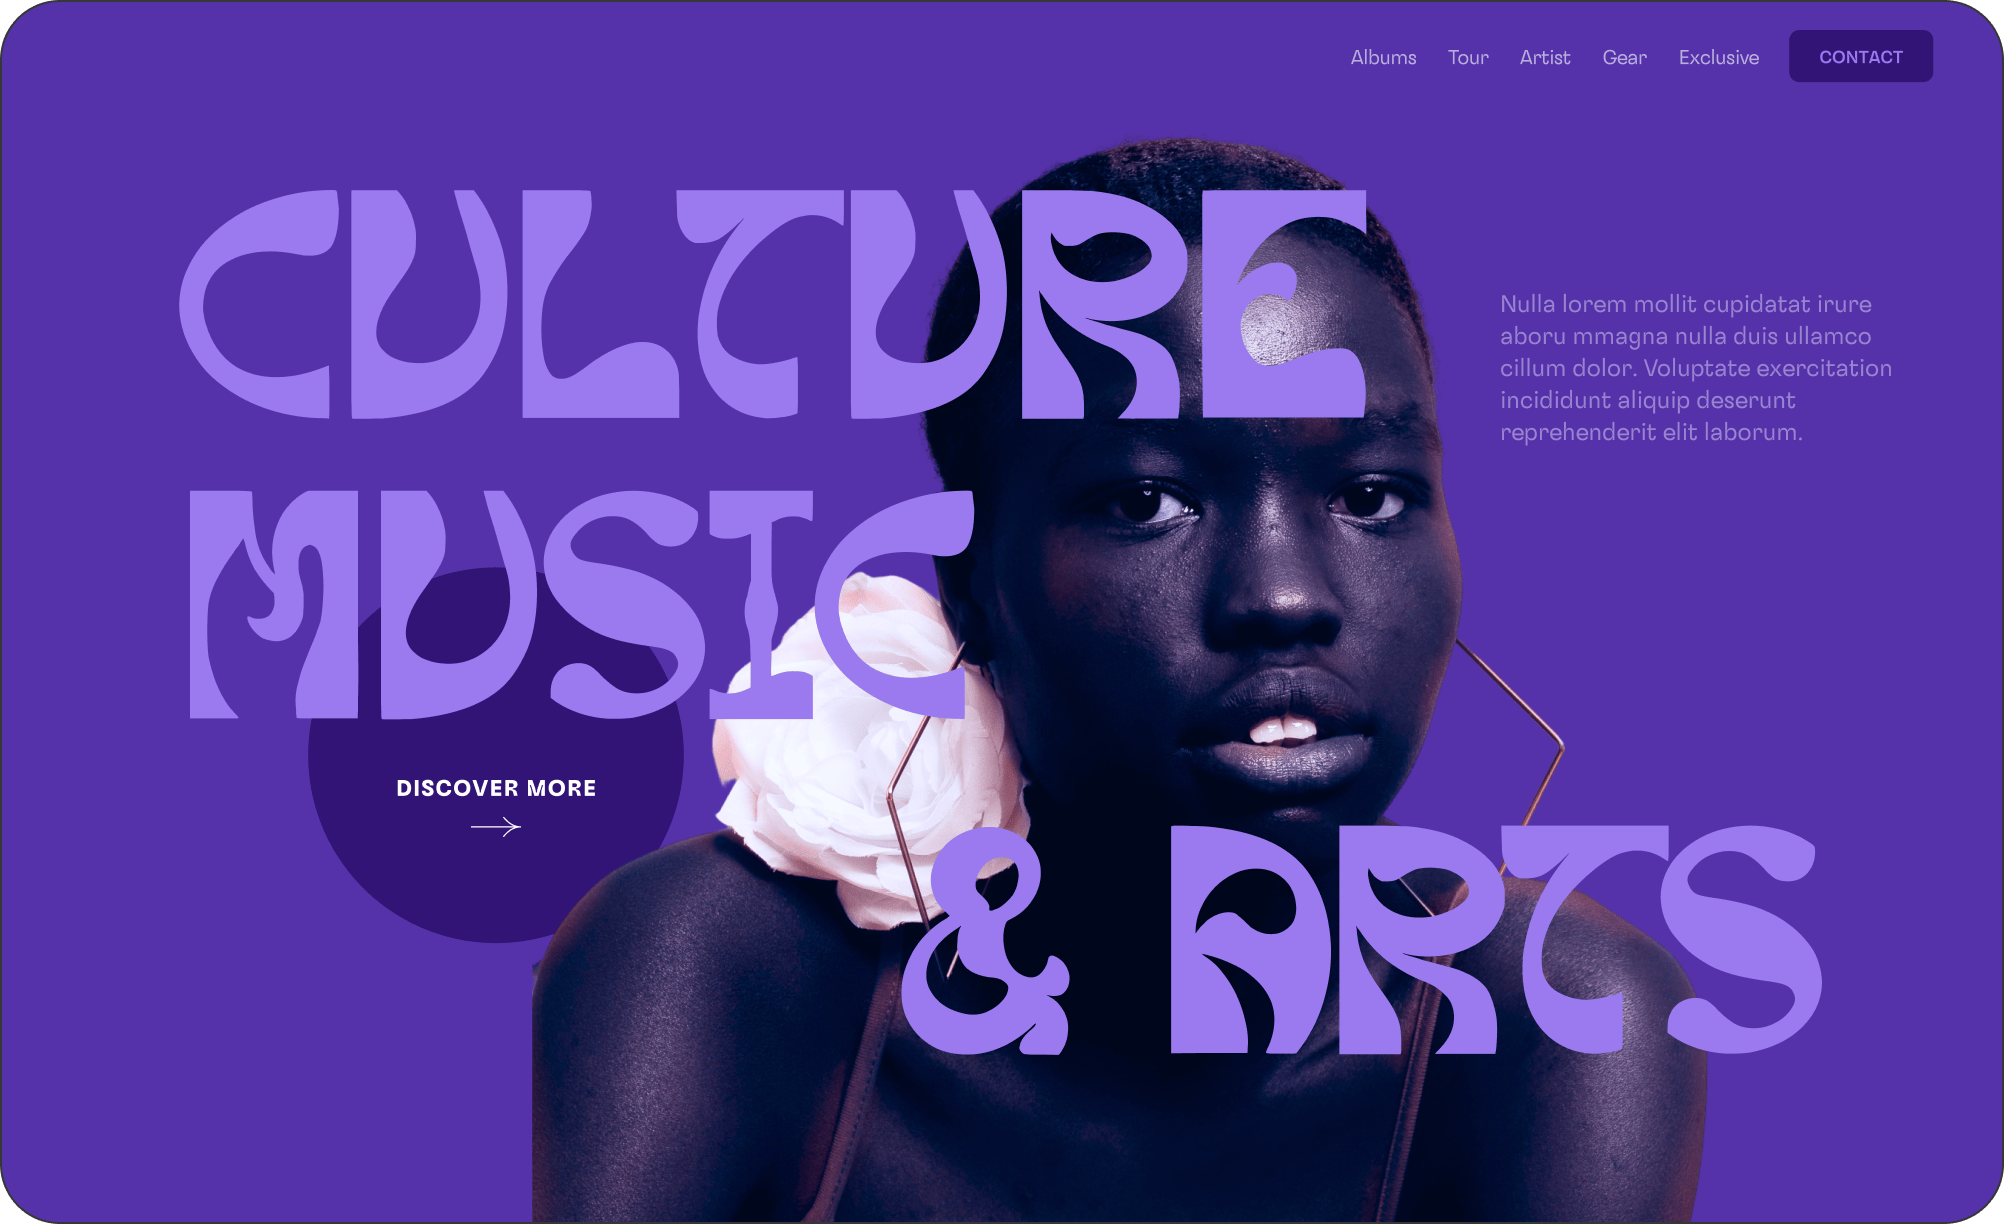 Albums Tour Artist Gear Exclusive CONTACT
CULTURE
Nulla lorem mollit cupidatat irure
aboru mmagna nulla duis ullamco
cillum dolor. Voluptate exercitation
incididunt aliquip deserunt
reprehenderit elit laborum.
MUSIC
DISCOVER MORE
& ARTS